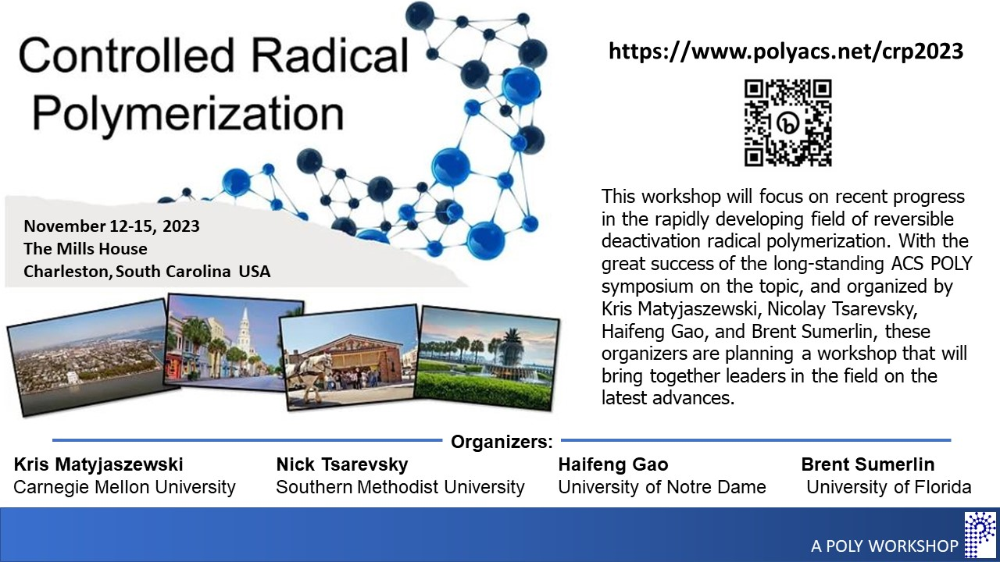 Controlled Radical
Polymerization
November 12-15, 2023
The Mills House
Charleston, South Carolina USA
https://www.polyacs.net/crp2023
This workshop will focus on recent progress
in the rapidly developing field of reversible
deactivation radical polymerization. With the
great success of the long-standing ACS POLY
symposium on the topic, and organized by
Kris Matyjaszewski, Nicolay Tsarevsky,
Haifeng Gao, and Brent Sumerlin, these
organizers are planning a workshop that will
bring together leaders in the field on the
latest advances.
Organizers:
Kris Matyjaszewski
Carnegie Mellon University
Nick Tsarevsky
Southern Methodist University
Haifeng Gao
University of Notre Dame
Brent Sumerlin
University of Florida
A POLY WORKSHOP